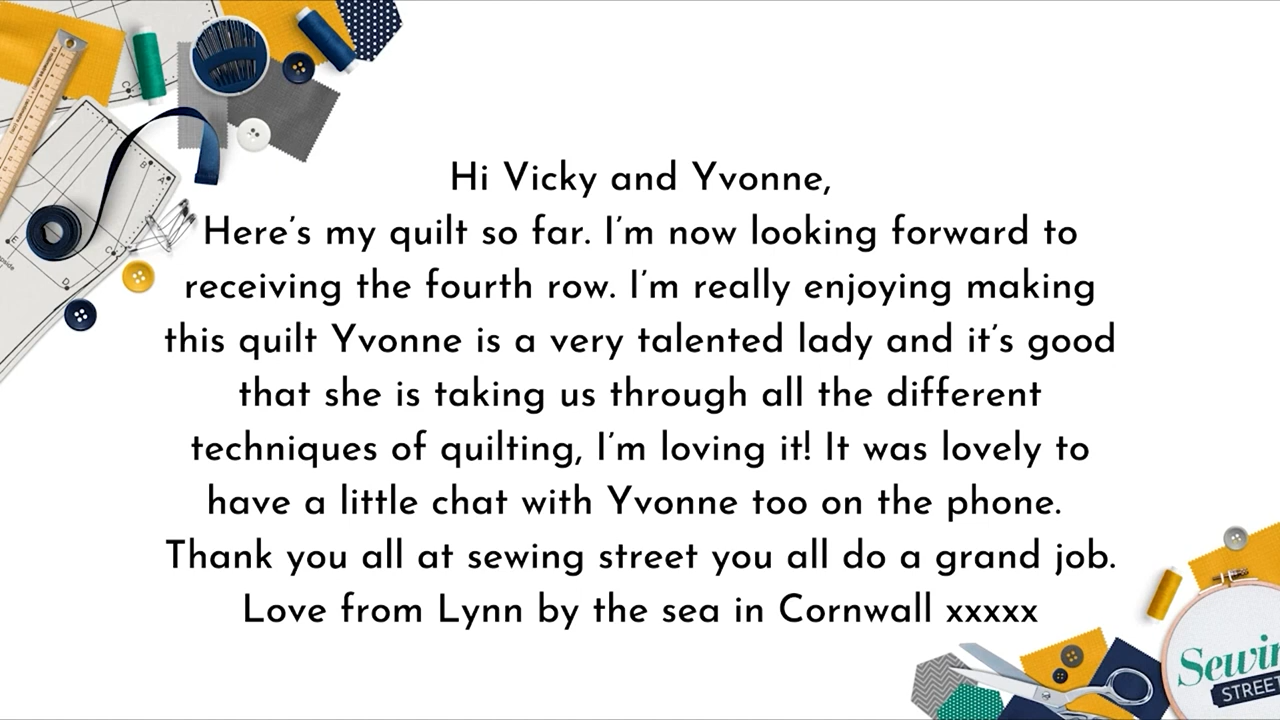 Hi Vicky and Yvonne,
Here's my quilt so far. I'm now looking forward to
receiving the fourth row. I'm really enjoying making
this quilt Yvonne is a very talented lady and it's good
that she is taking us through all the different
techniques of quilting, I'm loving it! It was lovely to
have a little chat with Yvonne too on the phone.
Thank you all at sewing street you all do a grand job.
Love from Lynn by the sea in Cornwall xxxxx
STREET